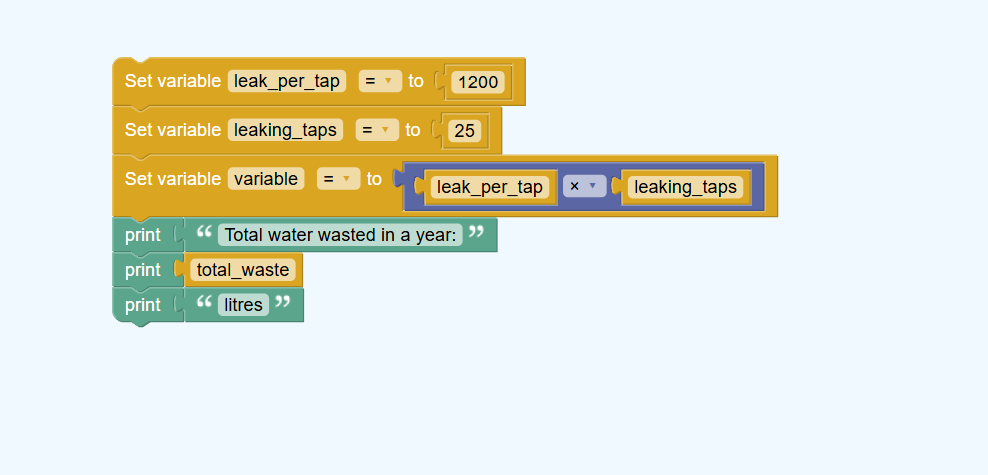 Set variable leak_per_tap = to 1200
Set variable leaking_taps = to 25
Set variable variable = to leak_per_tap × leaking_taps
print “ Total water wasted in a year: ”
print total_waste
print “ litres ”